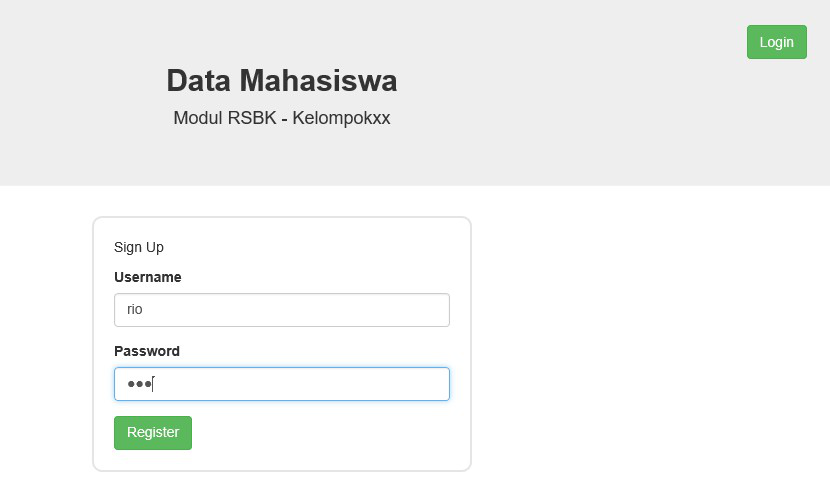 Login
Data Mahasiswa
Modul RSBK - Kelompokxx
Sign Up
Username
rio
Password
●●●
Register